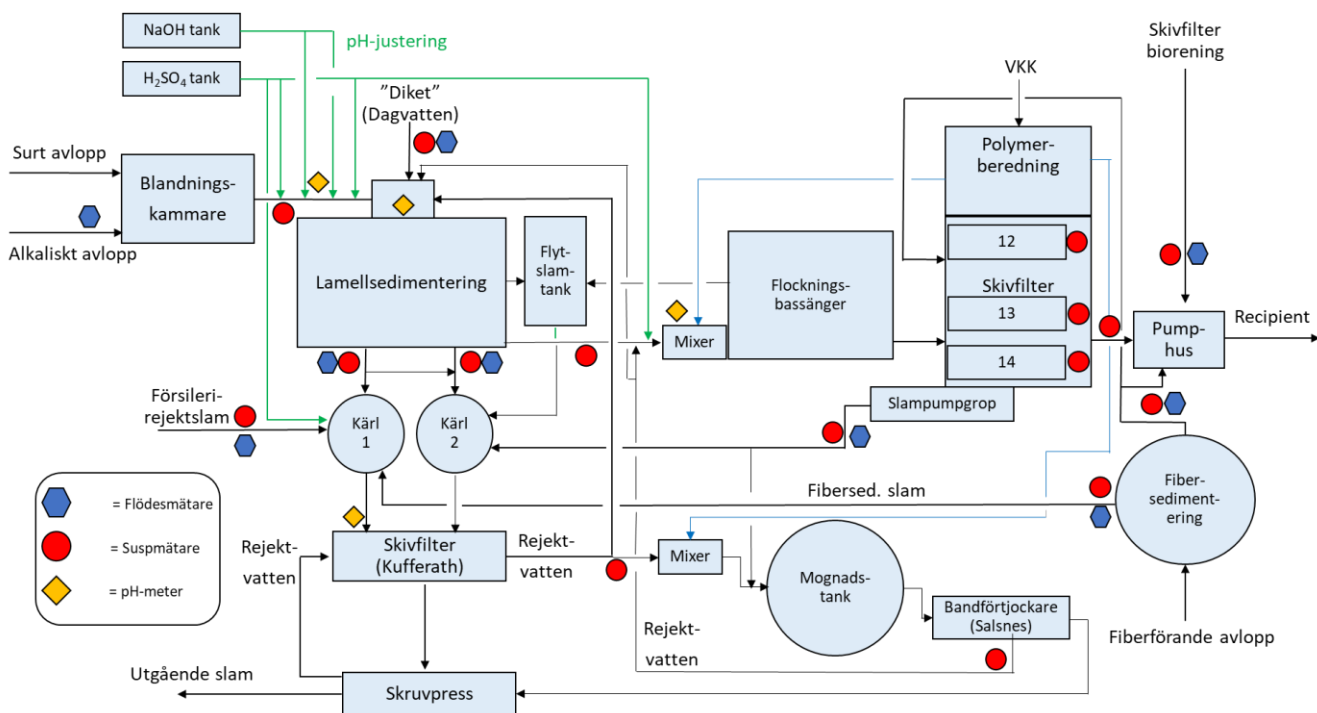 NaOH tank
H₂SO₄ tank
pH-justering
"Diket"
(Dagvatten)
VKK
Skivfilter
biorening
Surt avlopp
Blandnings-
kammare
Alkaliskt avlopp
Lamellsedimentering
Flyt-
slam-
tank
Mixer
Flocknings-
bassänger
Polymer-
beredning
12
Skivfilter
13
14
Slampumpgrop
Pump-
hus
Recipient
Försileri-
rejektslam
Kärl
1
Kärl
2
Fibersed. slam
Fiber-
sediment-
ering
Fiberförande avlopp
= Flödesmätare
= Suspmätare
= pH-meter
Rejekt-
vatten
Skivfilter
(Kufferath)
Rejekt-
vatten
Mixer
Mognads-
tank
Bandförtjockare
(Salsnes)
Rejekt-
vatten
Utgående slam
Skruvpress